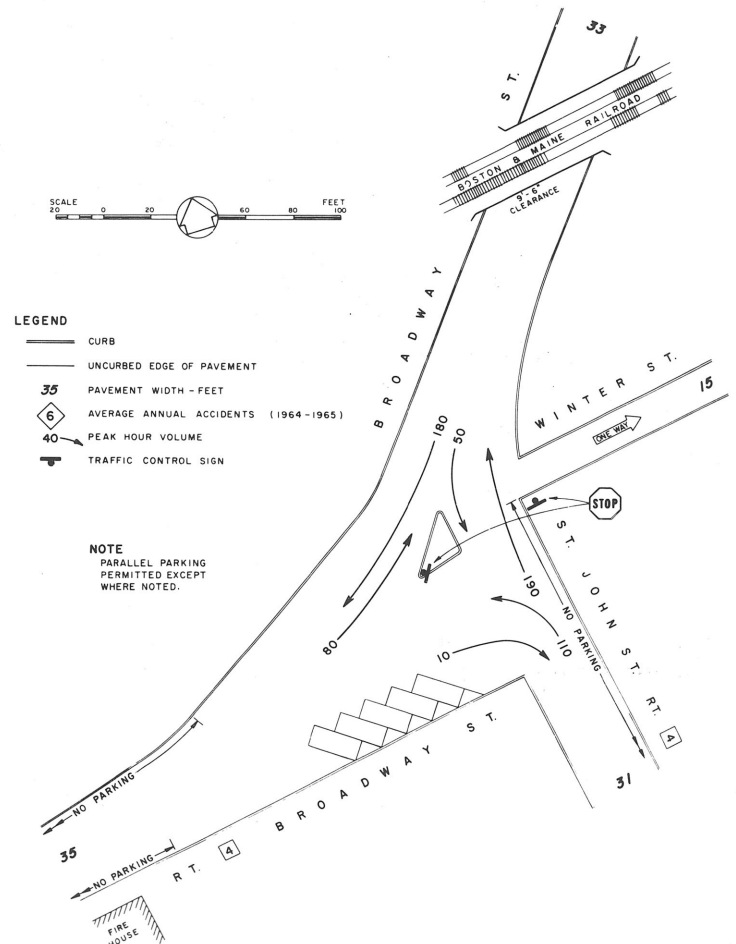 33
ST.
BOSTON & MAINE RAILROAD
9'-6"
CLEARANCE
SCALE FEET
20 0 20 60 80 100
BROADWAY
LEGEND
CURB
UNCURBED EDGE OF PAVEMENT
35 PAVEMENT WIDTH - FEET
6 AVERAGE ANNUAL ACCIDENTS (1964-1965)
40 PEAK HOUR VOLUME
TRAFFIC CONTROL SIGN
WINTER ST.
15
ONE WAY
180
50
STOP
NOTE
PARALLEL PARKING
PERMITTED EXCEPT
WHERE NOTED.
ST. JOHN ST. RT. 4
190
NO PARKING
80
10
110
31
NO PARKING
35
NO PARKING
RT. 4 BROADWAY ST.
FIRE
HOUSE